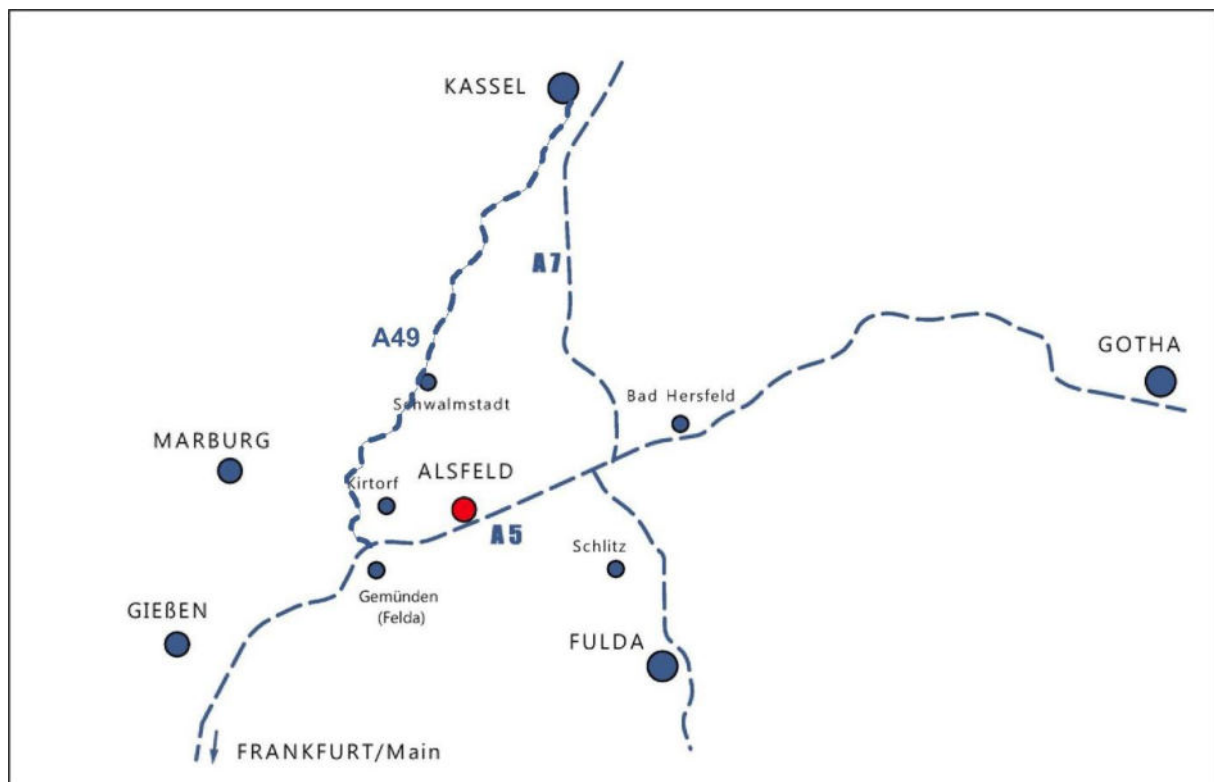 KASSEL
A7
A49
GOTHA
Schwalmstadt
Bad Hersfeld
MARBURG
Kirtorf
ALSFELD
A5
Schlitz
Gemünden
(Felda)
GIEßEN
FULDA
FRANKFURT/Main